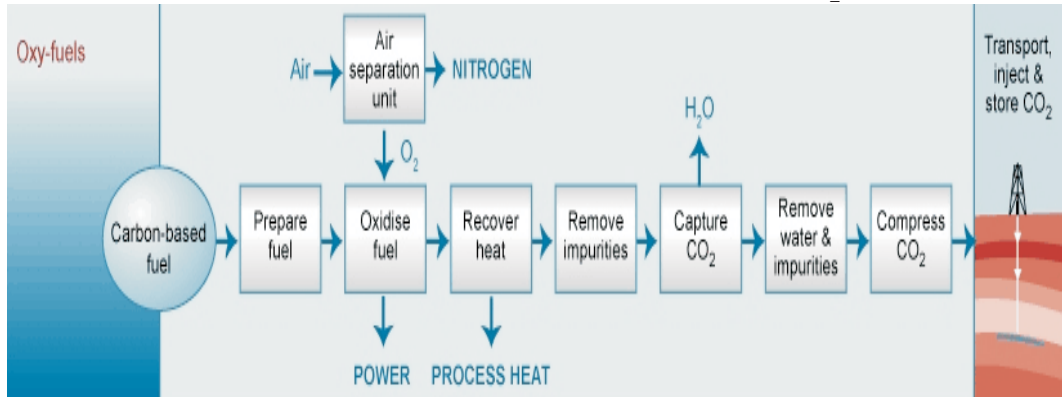 Oxy-fuels
Air
Air
separation
unit
NITROGEN
O₂
H₂O
Transport,
inject &
store CO₂
Carbon-based
fuel
Prepare
fuel
Oxidise
fuel
Recover
heat
Remove
impurities
Capture
CO₂
Remove
water &
impurities
Compress
CO₂
POWER
PROCESS HEAT